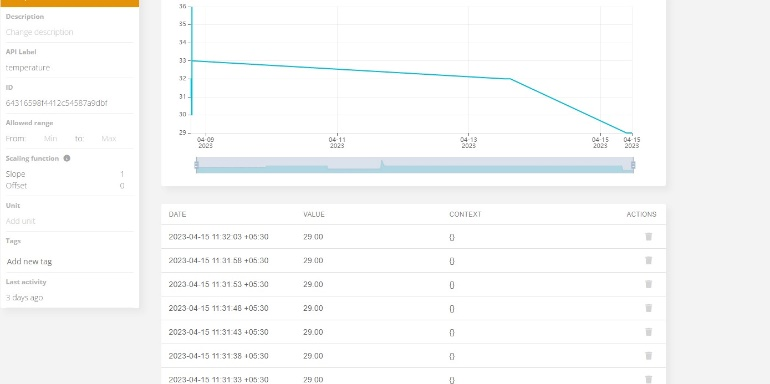 Description
Change description
API Label
temperature
ID
64316598f4412c54587a9dbf
Allowed range
From: Min to: Max
Scaling function
Slope 1
Offset 0
Unit
Add unit
Tags
Add new tag
Last activity
3 days ago
36
35
34
33
32
31
30
29
04-09 04-11 04-13 04-15 04-15
2023 2023 2023 2023 2023
DATE VALUE CONTEXT ACTIONS
2023-04-15 11:32:03 +05:30 29.00 {}
2023-04-15 11:31:58 +05:30 29.00 {}
2023-04-15 11:31:53 +05:30 29.00 {}
2023-04-15 11:31:48 +05:30 29.00 {}
2023-04-15 11:31:43 +05:30 29.00 {}
2023-04-15 11:31:38 +05:30 29.00 {}
2023-04-15 11:31:33 +05:30 29.00 {}